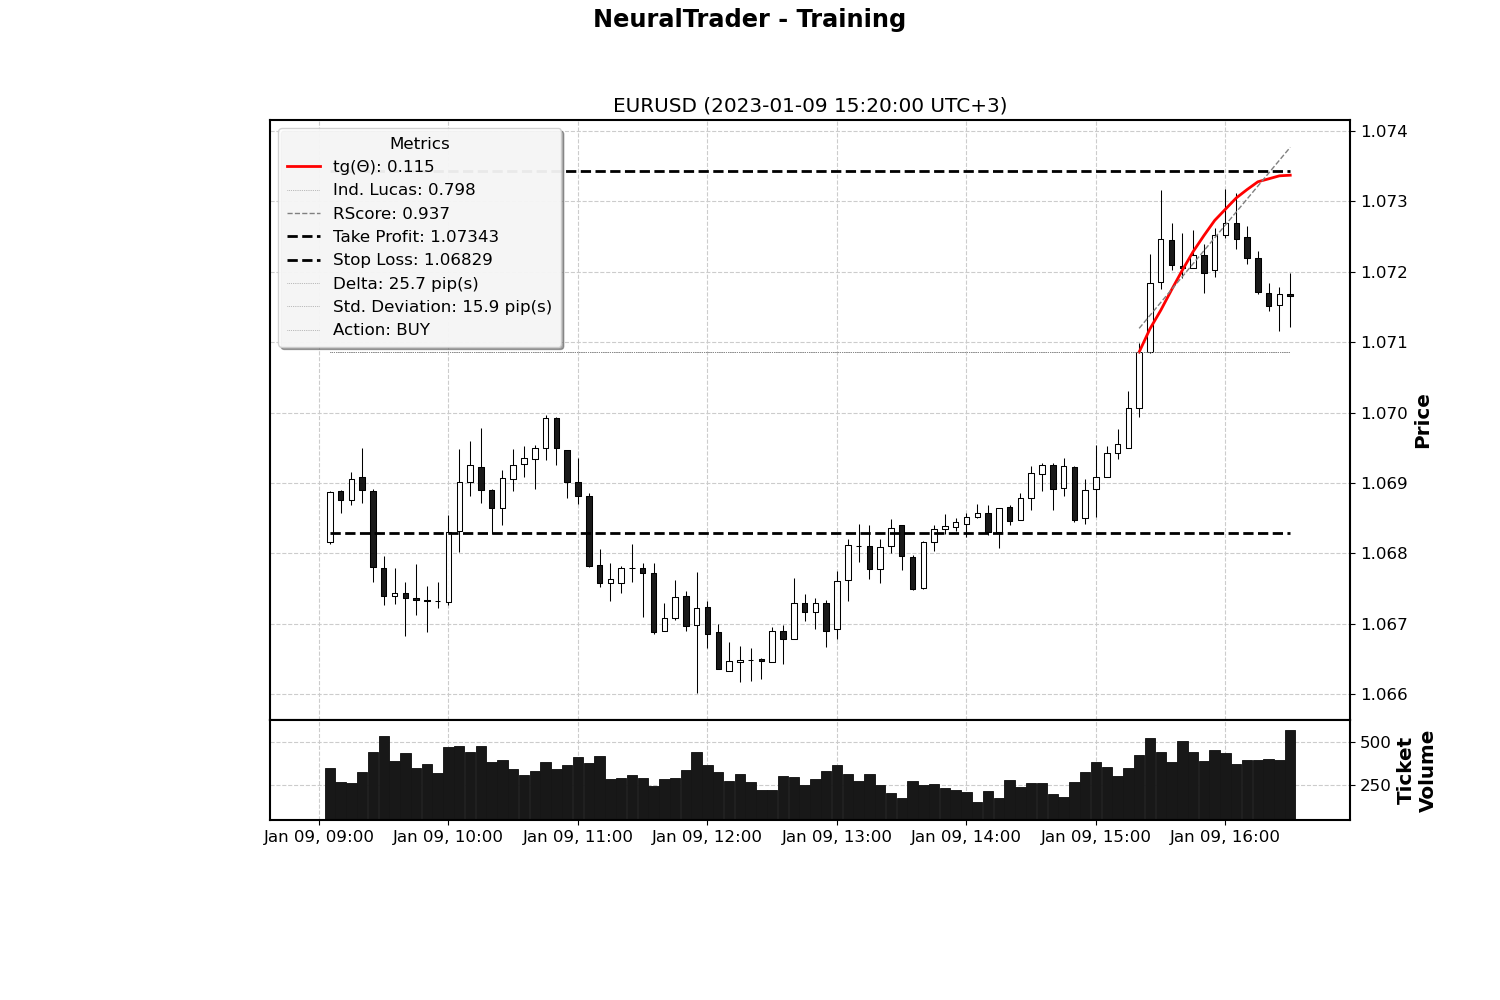 NeuralTrader - Training
EURUSD (2023-01-09 15:20:00 UTC+3)
Metrics
tg(Θ): 0.115
Ind. Lucas: 0.798
RScore: 0.937
Take Profit: 1.07343
Stop Loss: 1.06829
Delta: 25.7 pip(s)
Std. Deviation: 15.9 pip(s)
Action: BUY
1.074
1.073
1.072
1.071
1.070
1.069
1.068
1.067
1.066
Price
500
250
Ticket
Volume
Jan 09, 09:00
Jan 09, 10:00
Jan 09, 11:00
Jan 09, 12:00
Jan 09, 13:00
Jan 09, 14:00
Jan 09, 15:00
Jan 09, 16:00